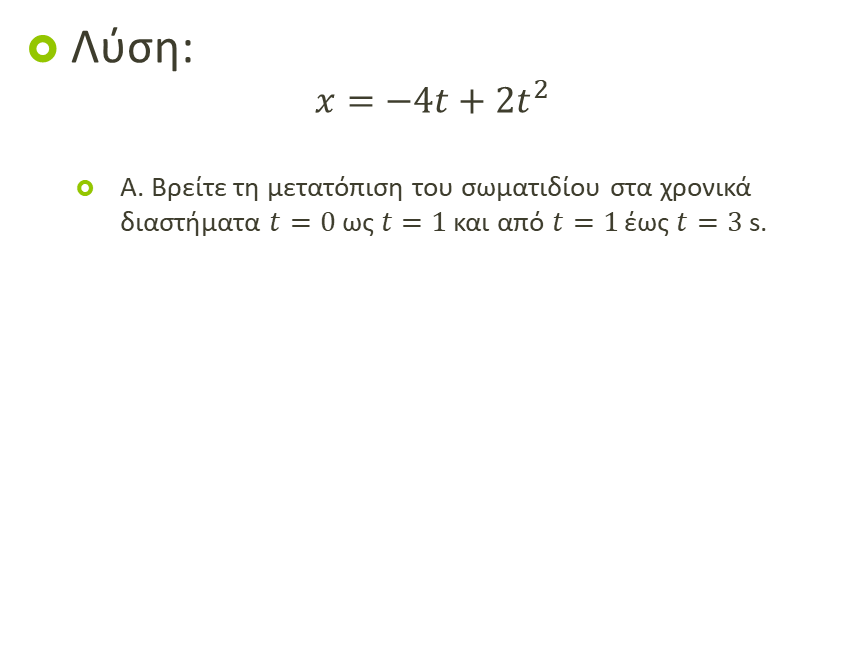 Λύση:
𝑥 = −4𝑡 + 2𝑡²
Α. Βρείτε τη μετατόπιση του σωματιδίου στα χρονικά
διαστήματα 𝑡 = 0 ως 𝑡 = 1 και από 𝑡 = 1 έως 𝑡 = 3 s.